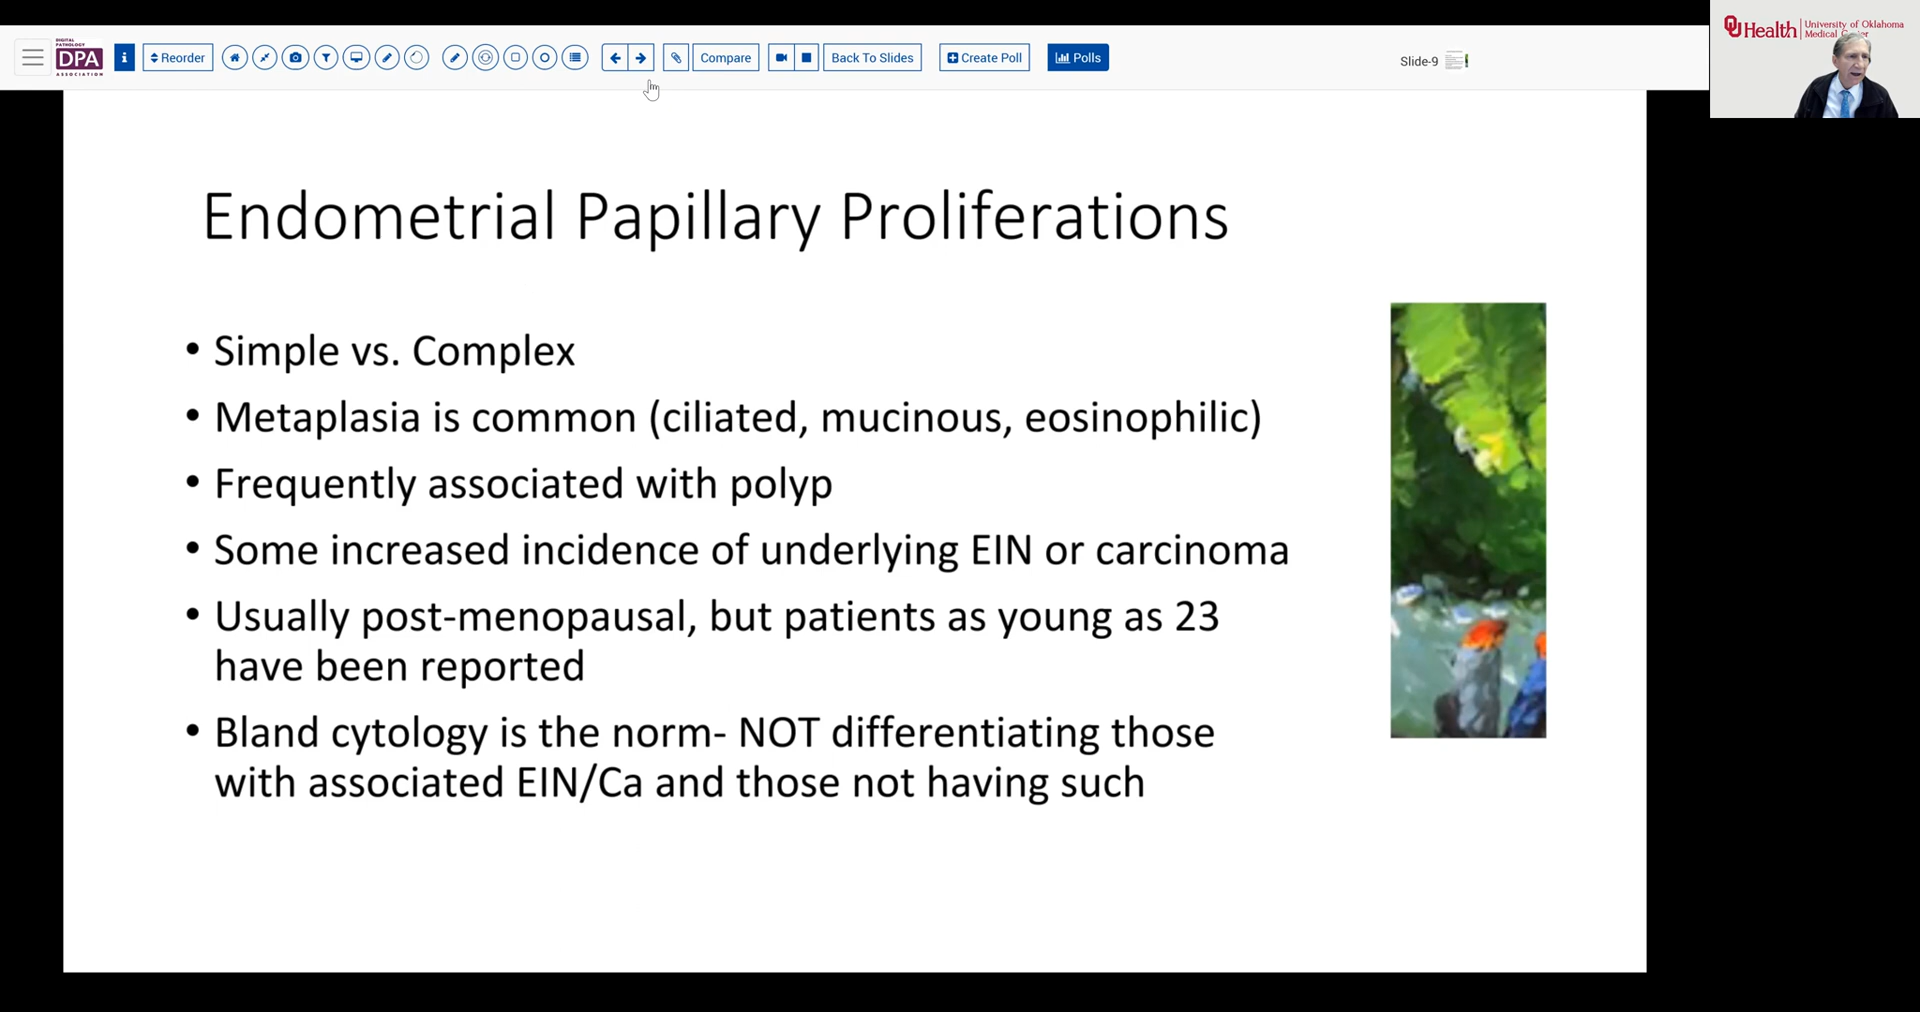 DIGITAL
PATHOLOGY
DPA
ASSOCIATION
i
Reorder
Compare
Back To Slides
Create Poll
Polls
Slide-9
OU Health
University of Oklahoma
Medical Center
Endometrial Papillary Proliferations
• Simple vs. Complex
• Metaplasia is common (ciliated, mucinous, eosinophilic)
• Frequently associated with polyp
• Some increased incidence of underlying EIN or carcinoma
• Usually post-menopausal, but patients as young as 23
have been reported
• Bland cytology is the norm- NOT differentiating those
with associated EIN/Ca and those not having such